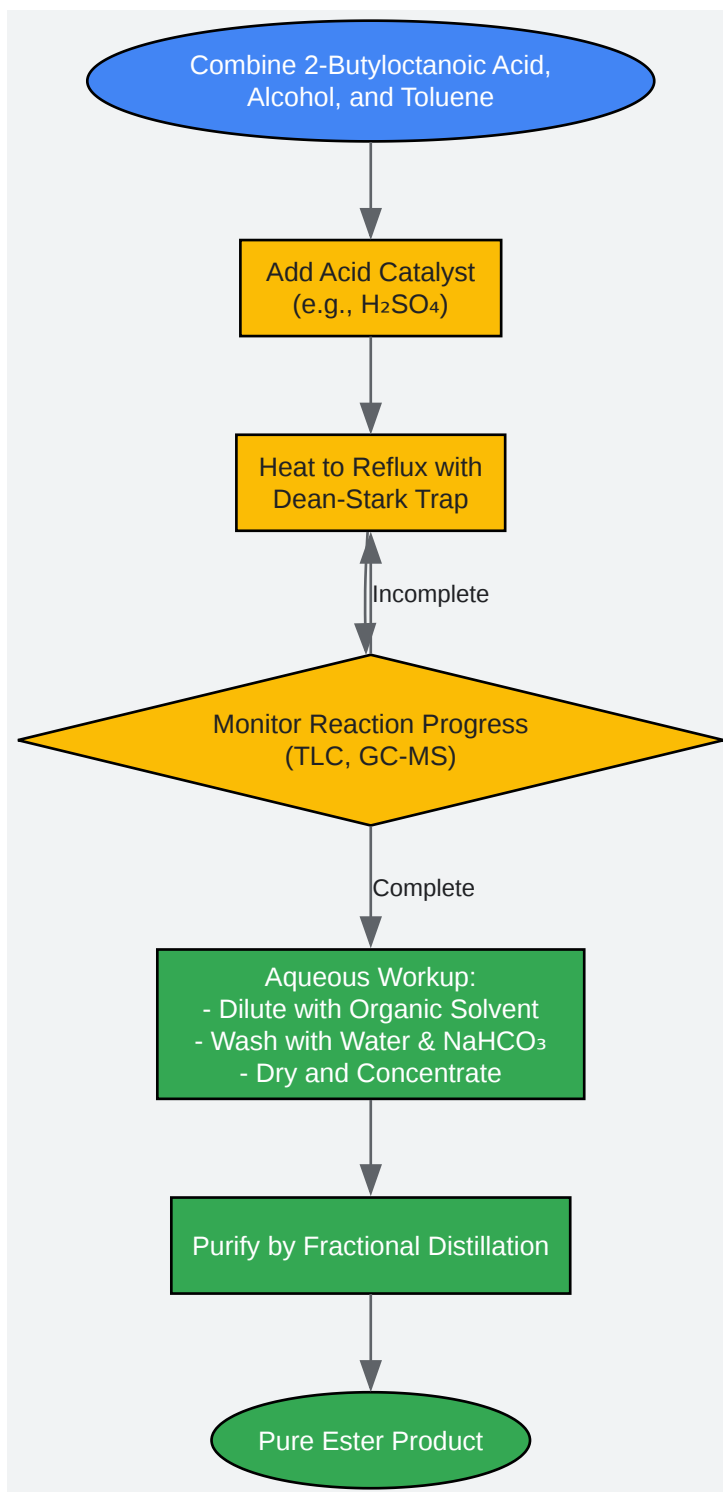 Combine 2-Butyloctanoic Acid,
Alcohol, and Toluene
Add Acid Catalyst
(e.g., H₂SO₄)
Heat to Reflux with
Dean-Stark Trap
Incomplete
Monitor Reaction Progress
(TLC, GC-MS)
Complete
Aqueous Workup:
- Dilute with Organic Solvent
- Wash with Water & NaHCO₃
- Dry and Concentrate
Purify by Fractional Distillation
Pure Ester Product